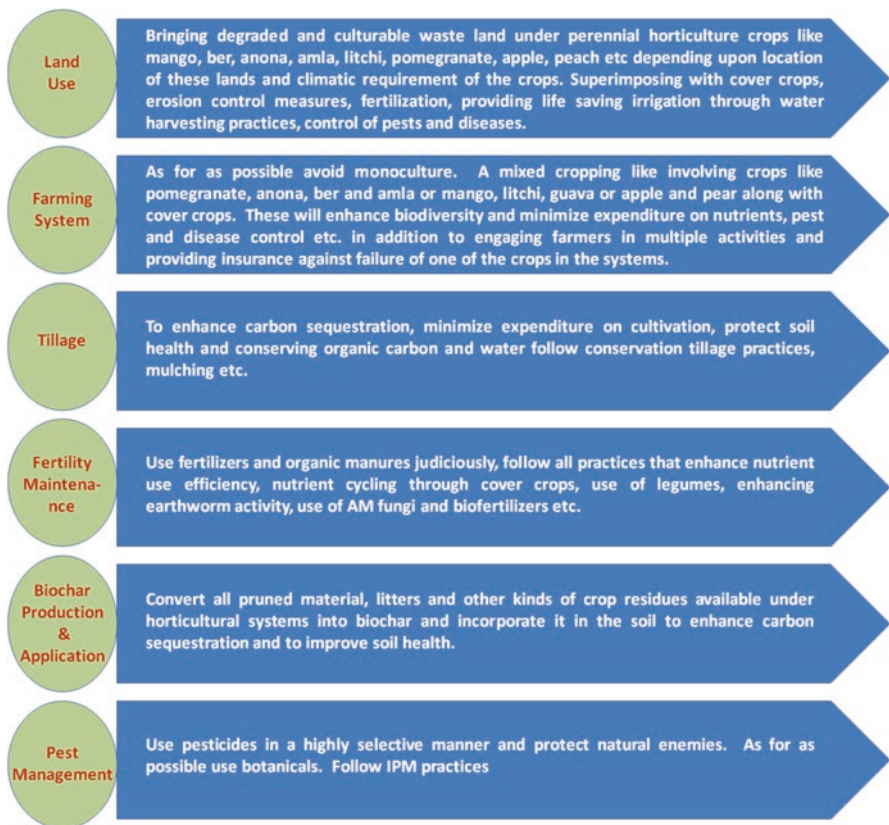 Land
Use
Bringing degraded and culturable waste land under perennial horticulture crops like
mango, ber, anona, amla, litchi, pomegranate, apple, peach etc depending upon location
of these lands and climatic requirement of the crops. Superimposing with cover crops,
erosion control measures, fertilization, providing life saving irrigation through water
harvesting practices, control of pests and diseases.
Farming
System
As for as possible avoid monoculture. A mixed cropping like involving crops like
pomegranate, anona, ber and amla or mango, litchi, guava or apple and pear along with
cover crops. These will enhance biodiversity and minimize expenditure on nutrients, pest
and disease control etc. in addition to engaging farmers in multiple activities and
providing insurance against failure of one of the crops in the systems.
Tillage
To enhance carbon sequestration, minimize expenditure on cultivation, protect soil
health and conserving organic carbon and water follow conservation tillage practices,
mulching etc.
Fertility
Maintena-
nce
Use fertilizers and organic manures judiciously, follow all practices that enhance nutrient
use efficiency, nutrient cycling through cover crops, use of legumes, enhancing
earthworm activity, use of AM fungi and biofertilizers etc.
Biochar
Production
&
Application
Convert all pruned material, litters and other kinds of crop residues available under
horticultural systems into biochar and incorporate it in the soil to enhance carbon
sequestration and to improve soil health.
Pest
Management
Use pesticides in a highly selective manner and protect natural enemies. As for as
possible use botanicals. Follow IPM practices